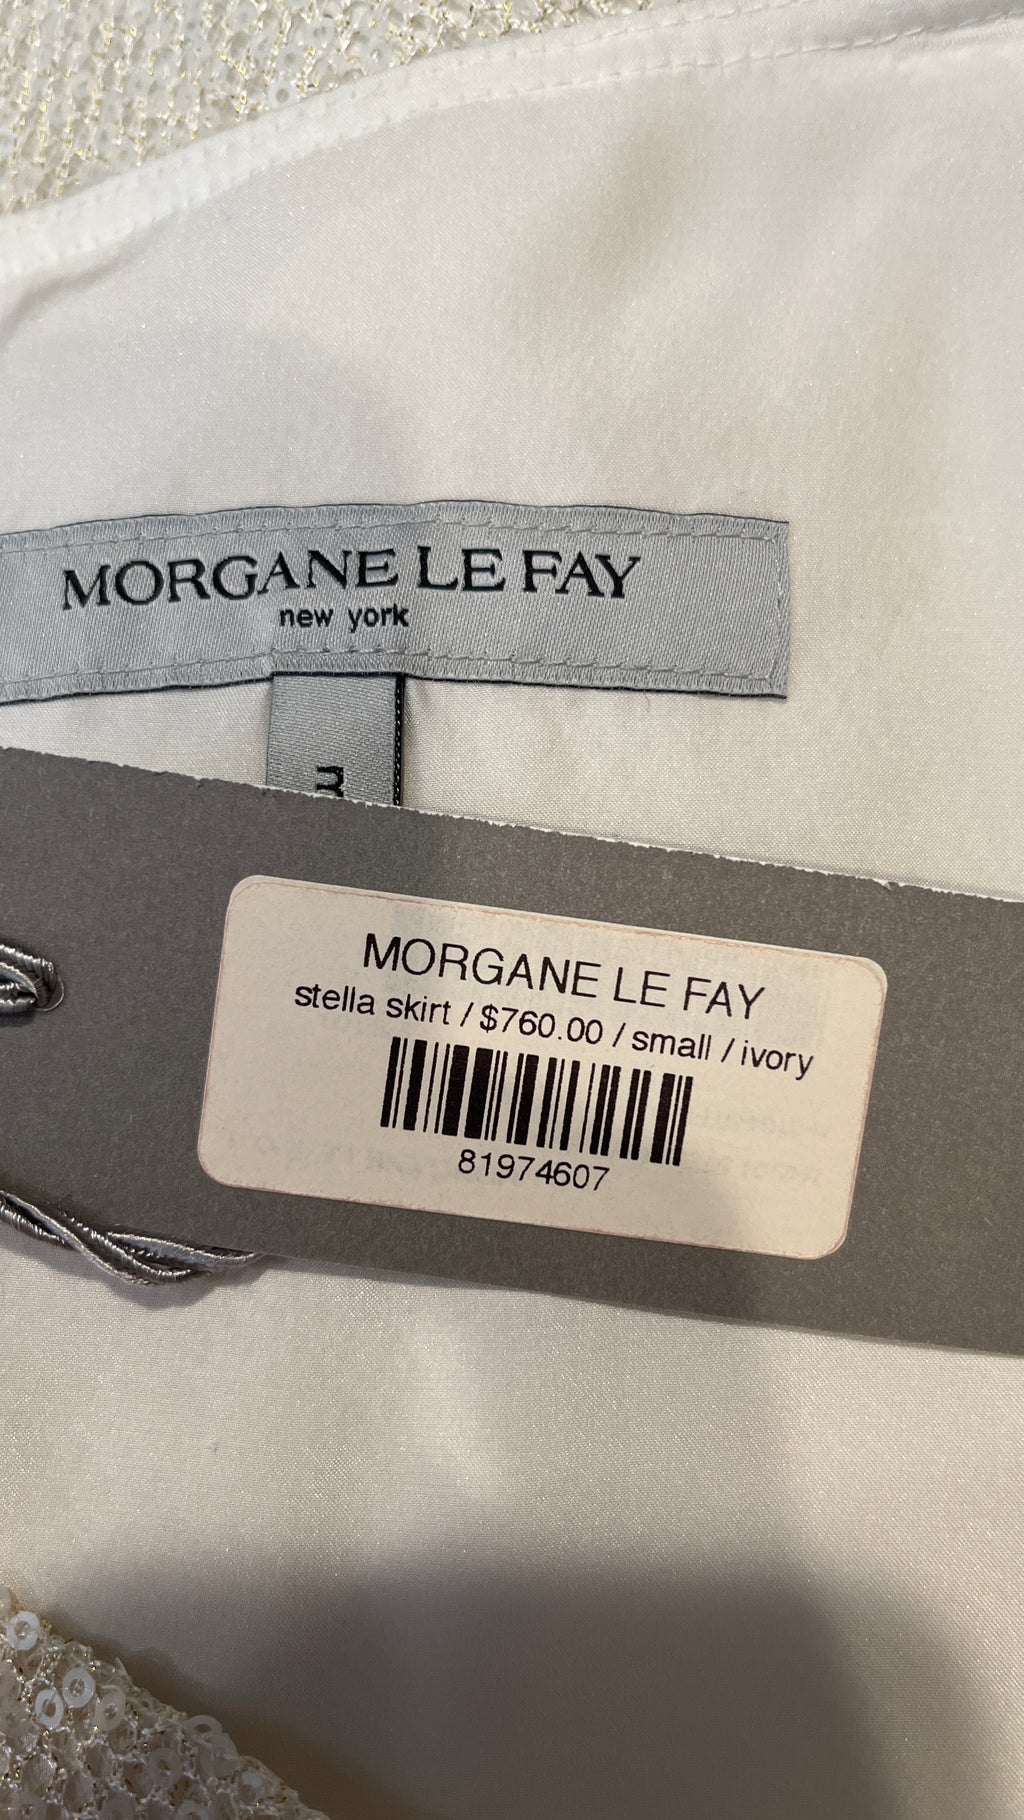 MORGANE LE FAY
new york
MORGANE LE FAY
stella skirt / $760.00 / small / ivory
81974607